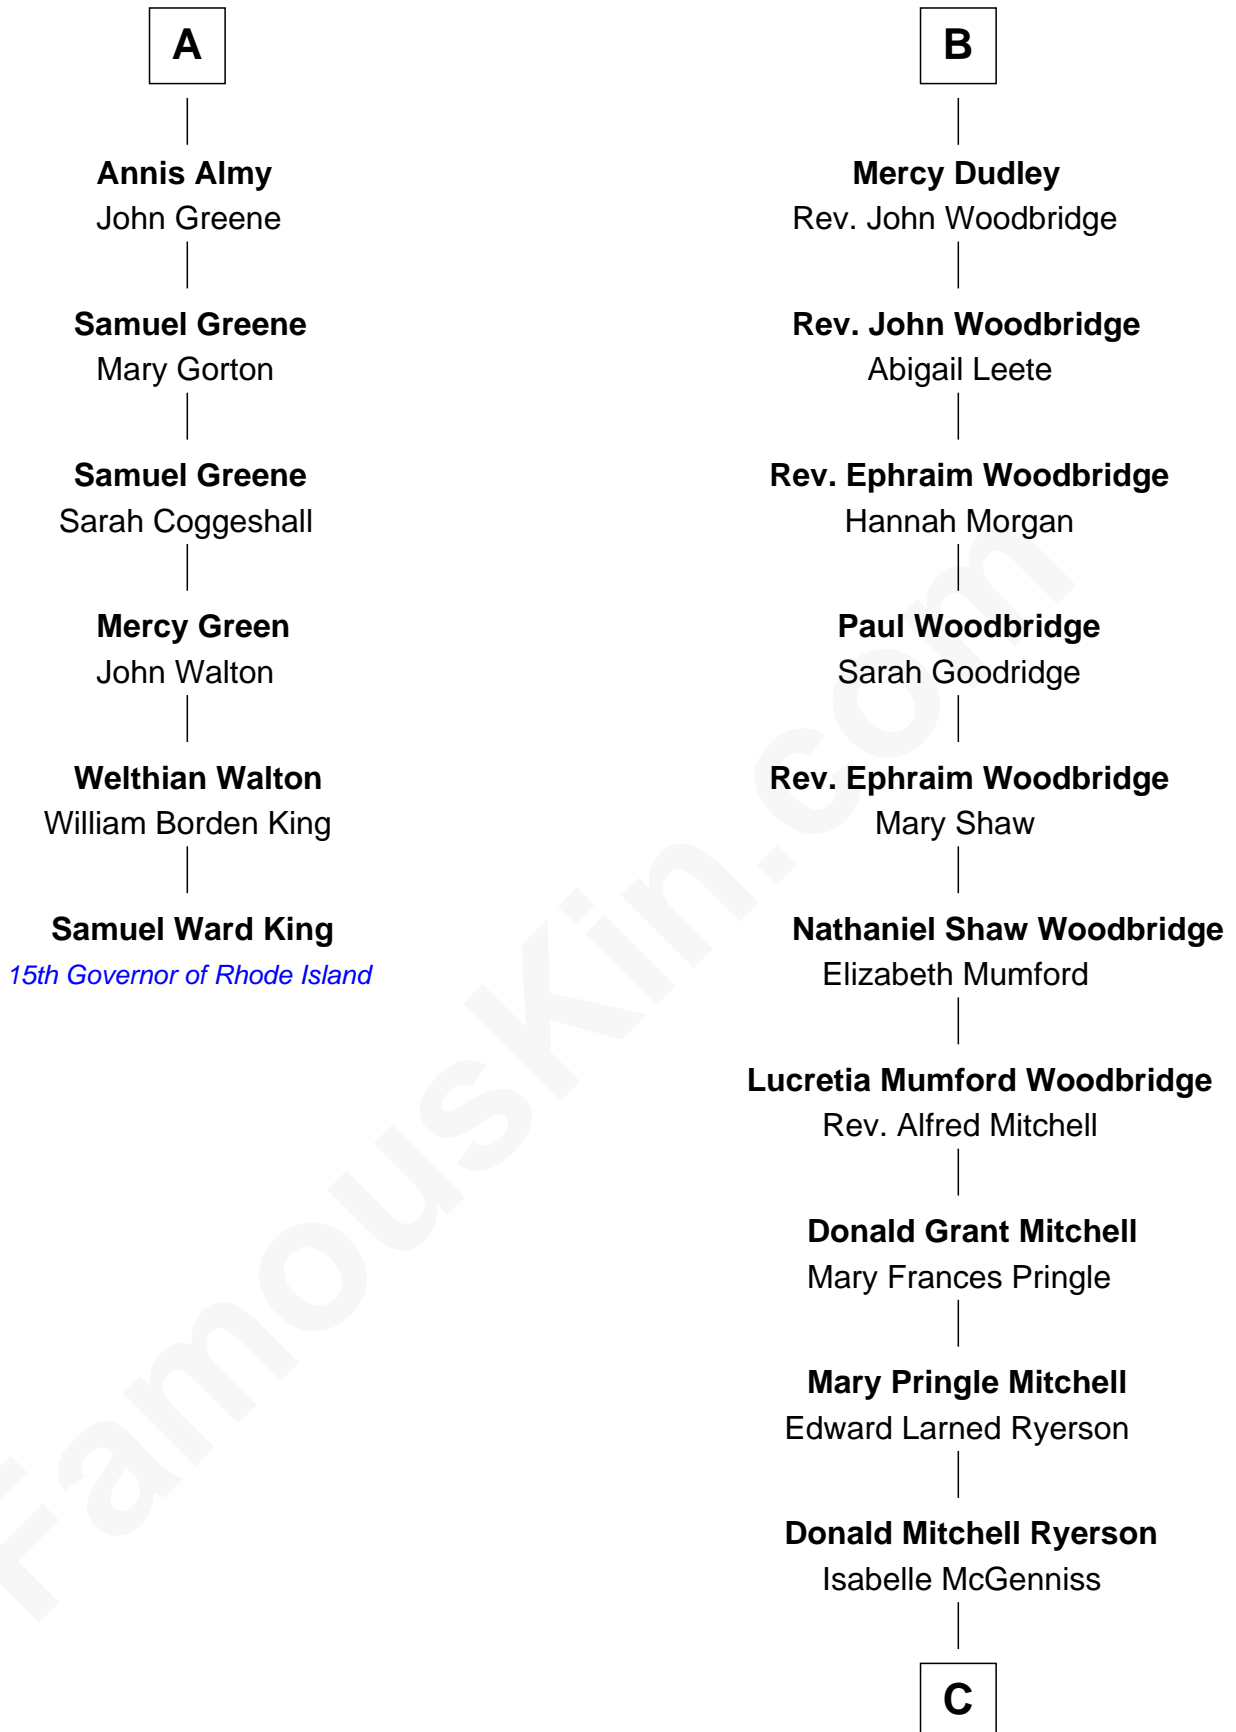 A
Annis Almy
John Greene
Samuel Greene
Mary Gorton
Samuel Greene
Sarah Coggeshall
Mercy Green
John Walton
Welthian Walton
William Borden King
Samuel Ward King
15th Governor of Rhode Island
B
Mercy Dudley
Rev. John Woodbridge
Rev. John Woodbridge
Abigail Leete
Rev. Ephraim Woodbridge
Hannah Morgan
Paul Woodbridge
Sarah Goodridge
Rev. Ephraim Woodbridge
Mary Shaw
Nathaniel Shaw Woodbridge
Elizabeth Mumford
Lucretia Mumford Woodbridge
Rev. Alfred Mitchell
Donald Grant Mitchell
Mary Frances Pringle
Mary Pringle Mitchell
Edward Larned Ryerson
Donald Mitchell Ryerson
Isabelle McGenniss
C
FamousKin.com